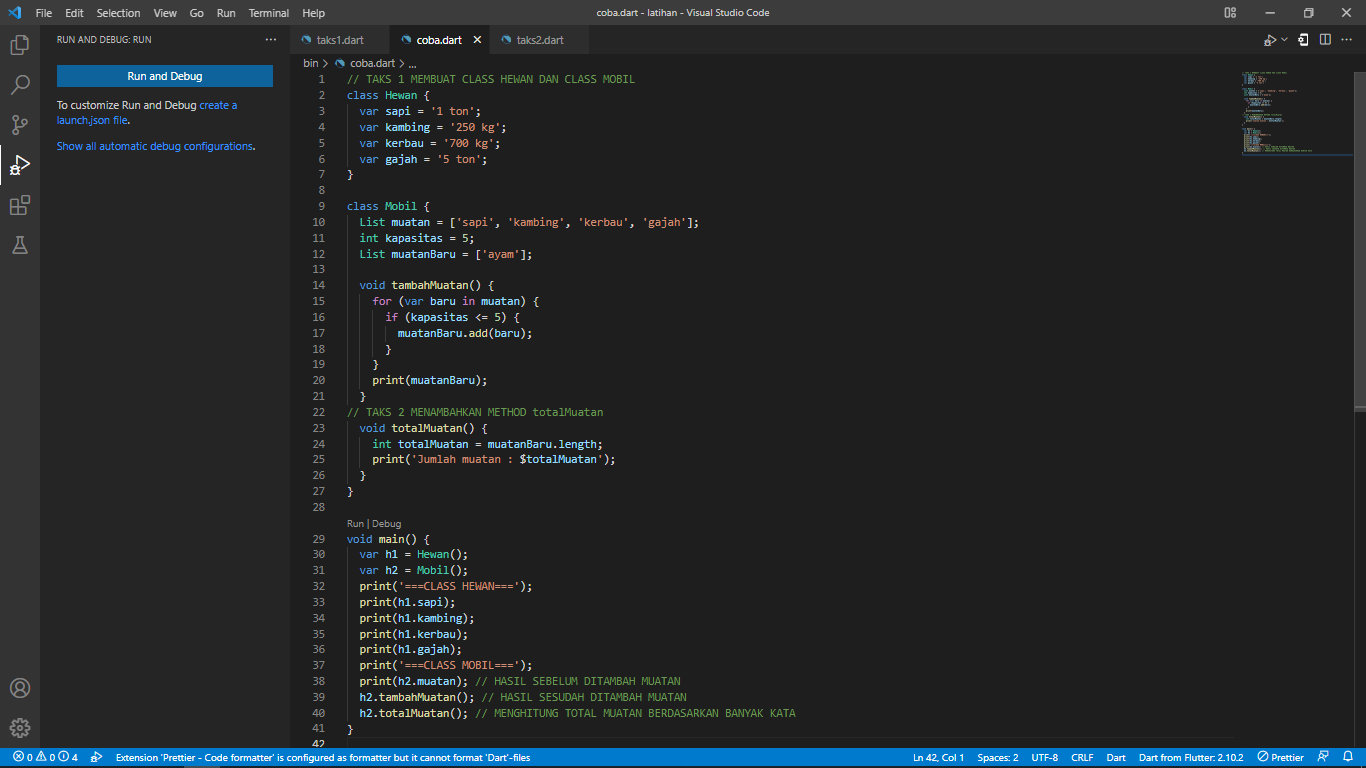 File Edit Selection View Go Run Terminal Help
coba.dart - latihan - Visual Studio Code
RUN AND DEBUG: RUN
Run and Debug
To customize Run and Debug create a
launch.json file.
Show all automatic debug configurations.
taks1.dart coba.dart taks2.dart
bin > coba.dart > ...
1 // TAKS 1 MEMBUAT CLASS HEWAN DAN CLASS MOBIL
2 class Hewan {
3 var sapi = '1 ton';
4 var kambing = '250 kg';
5 var kerbau = '700 kg';
6 var gajah = '5 ton';
7 }
8
9 class Mobil {
10 List muatan = ['sapi', 'kambing', 'kerbau', 'gajah'];
11 int kapasitas = 5;
12 List muatanBaru = ['ayam'];
13
14 void tambahMuatan() {
15 for (var baru in muatan) {
16 if (kapasitas <= 5) {
17 muatanBaru.add(baru);
18 }
19 }
20 print(muatanBaru);
21 }
22 // TAKS 2 MENAMBAHKAN METHOD totalMuatan
23 void totalMuatan() {
24 int totalMuatan = muatanBaru.length;
25 print('Jumlah muatan : $totalMuatan');
26 }
27 }
28
Run | Debug
29 void main() {
30 var h1 = Hewan();
31 var h2 = Mobil();
32 print('===CLASS HEWAN===');
33 print(h1.sapi);
34 print(h1.kambing);
35 print(h1.kerbau);
36 print(h1.gajah);
37 print('===CLASS MOBIL===');
38 print(h2.muatan); // HASIL SEBELUM DITAMBAH MUATAN
39 h2.tambahMuatan(); // HASIL SESUDAH DITAMBAH MUATAN
40 h2.totalMuatan(); // MENGHITUNG TOTAL MUATAN BERDASARKAN BANYAK KATA
41 }
42
0 0 4 Extension 'Prettier - Code formatter' is configured as formatter but it cannot format 'Dart'-files
Ln 42, Col 1 Spaces: 2 UTF-8 CRLF Dart Dart from Flutter: 2.10.2 Prettier